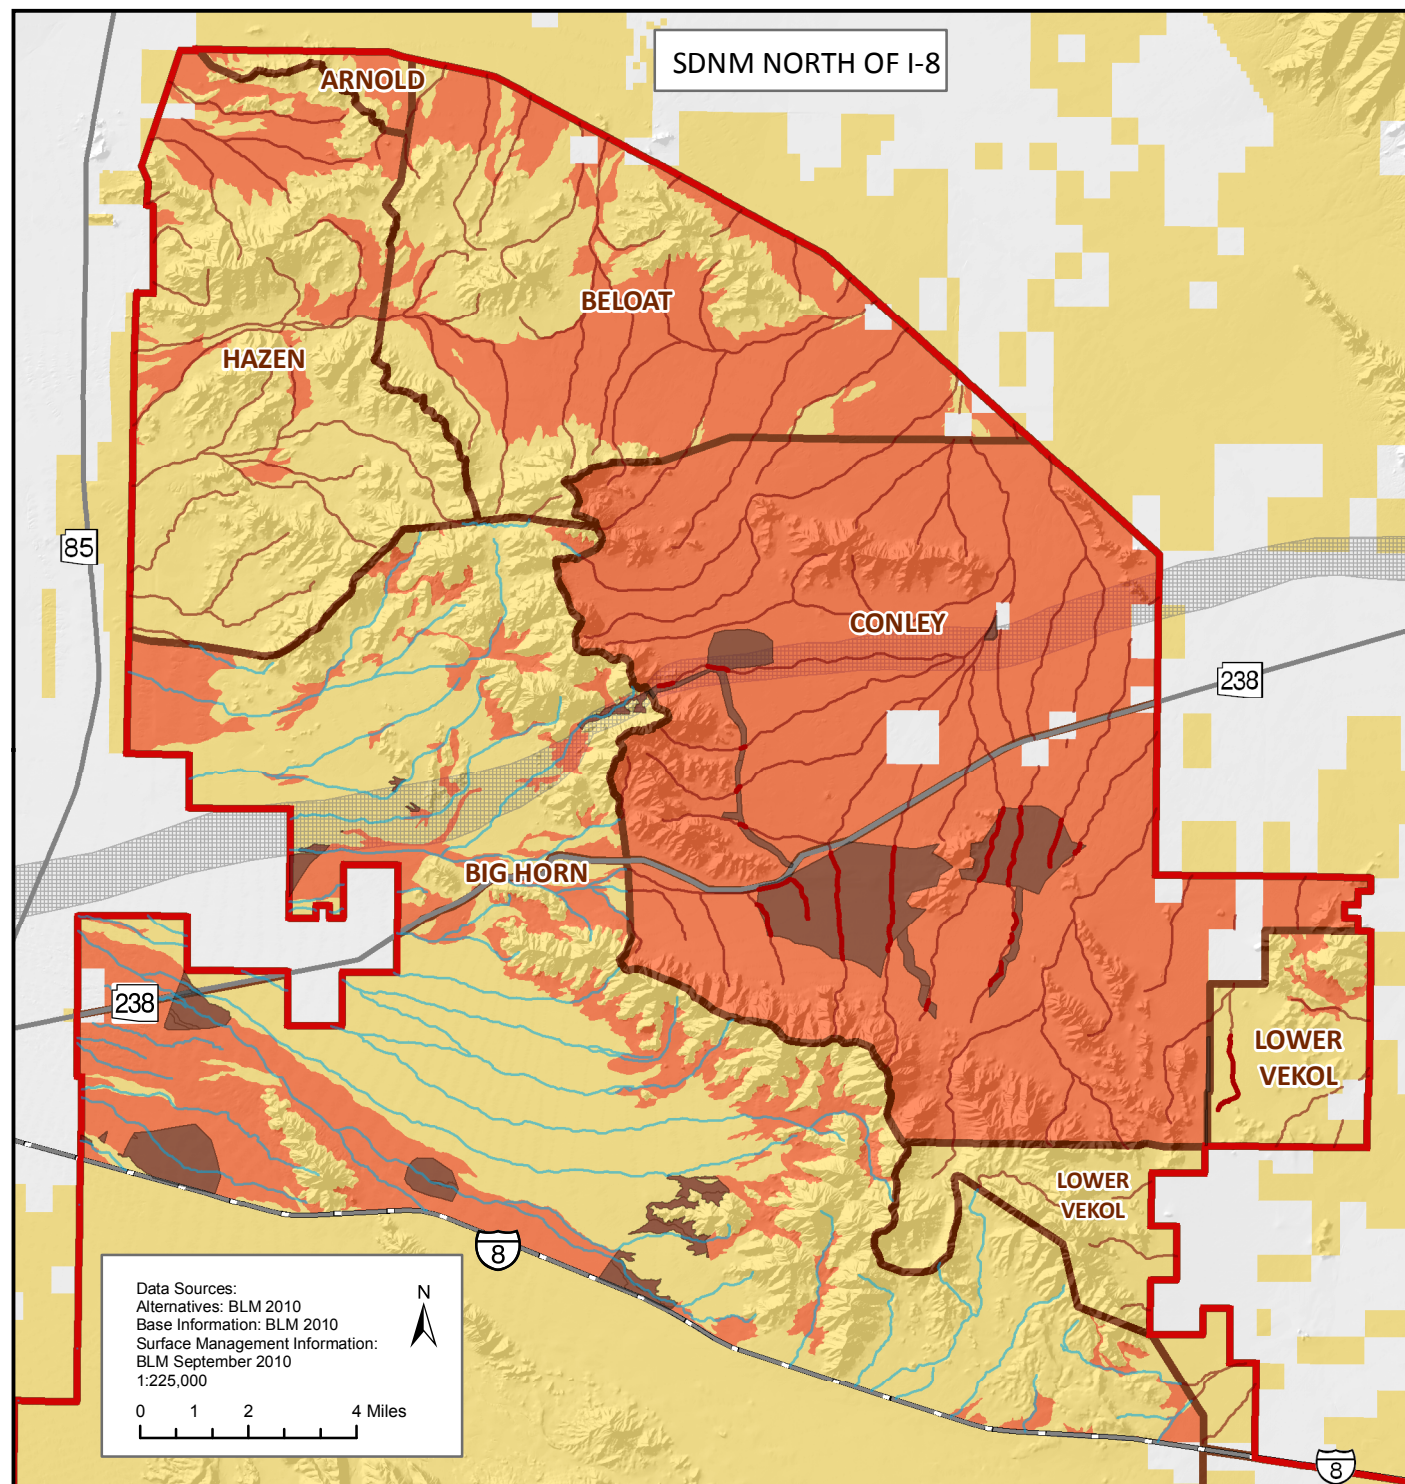 SDNM NORTH OF I-8
ARNOLD
BELOAT
HAZEN
85
CONLEY
238
BIG HORN
238
LOWER
VEKOL
LOWER
VEKOL
8
Data Sources:
Alternatives: BLM 2010
Base Information: BLM 2010
Surface Management Information:
BLM September 2010
1:225,000
N
0 1 2 4 Miles
8